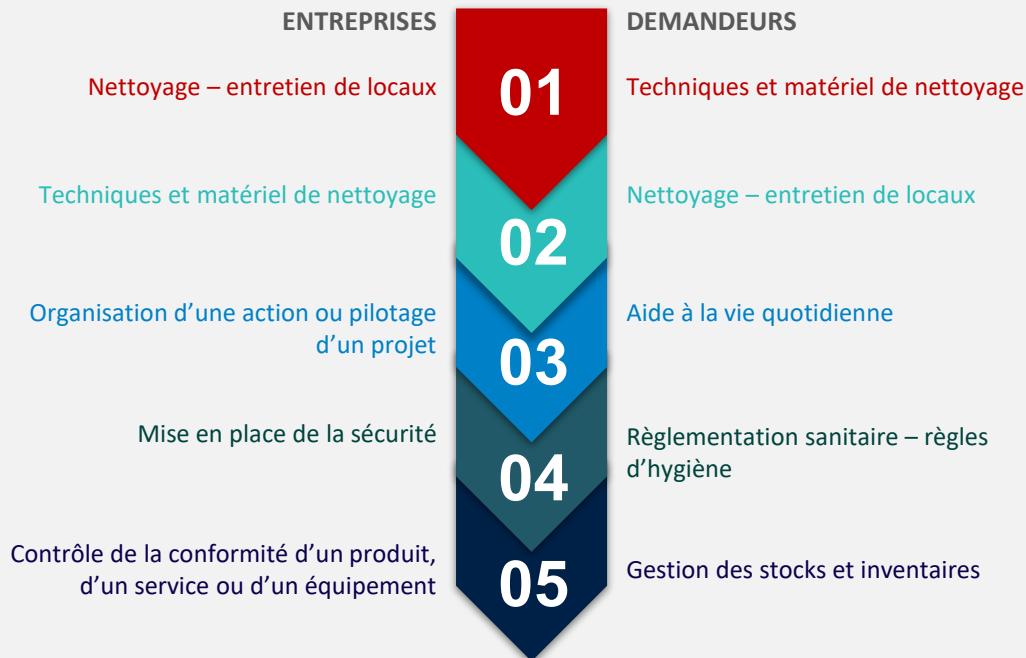 ENTREPRISES
DEMANDEURS
Nettoyage – entretien de locaux
01
Techniques et matériel de nettoyage
Techniques et matériel de nettoyage
02
Nettoyage – entretien de locaux
Organisation d’une action ou pilotage
d’un projet
03
Aide à la vie quotidienne
Mise en place de la sécurité
04
Règlementation sanitaire – règles
d’hygiène
Contrôle de la conformité d’un produit,
d’un service ou d’un équipement
05
Gestion des stocks et inventaires